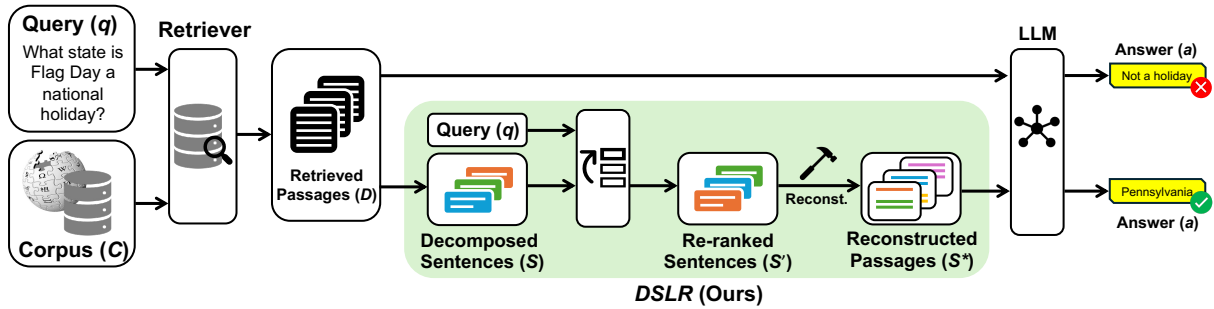 Query (q)
What state is
Flag Day a
national
holiday?
Corpus (C)
Retriever
Retrieved
Passages (D)
Query (q)
Decomposed
Sentences (S)
Re-ranked
Sentences (S')
Reconst.
Reconstructed
Passages (S*)
DSLR (Ours)
LLM
Answer (a)
Not a holiday
Pennsylvania
Answer (a)